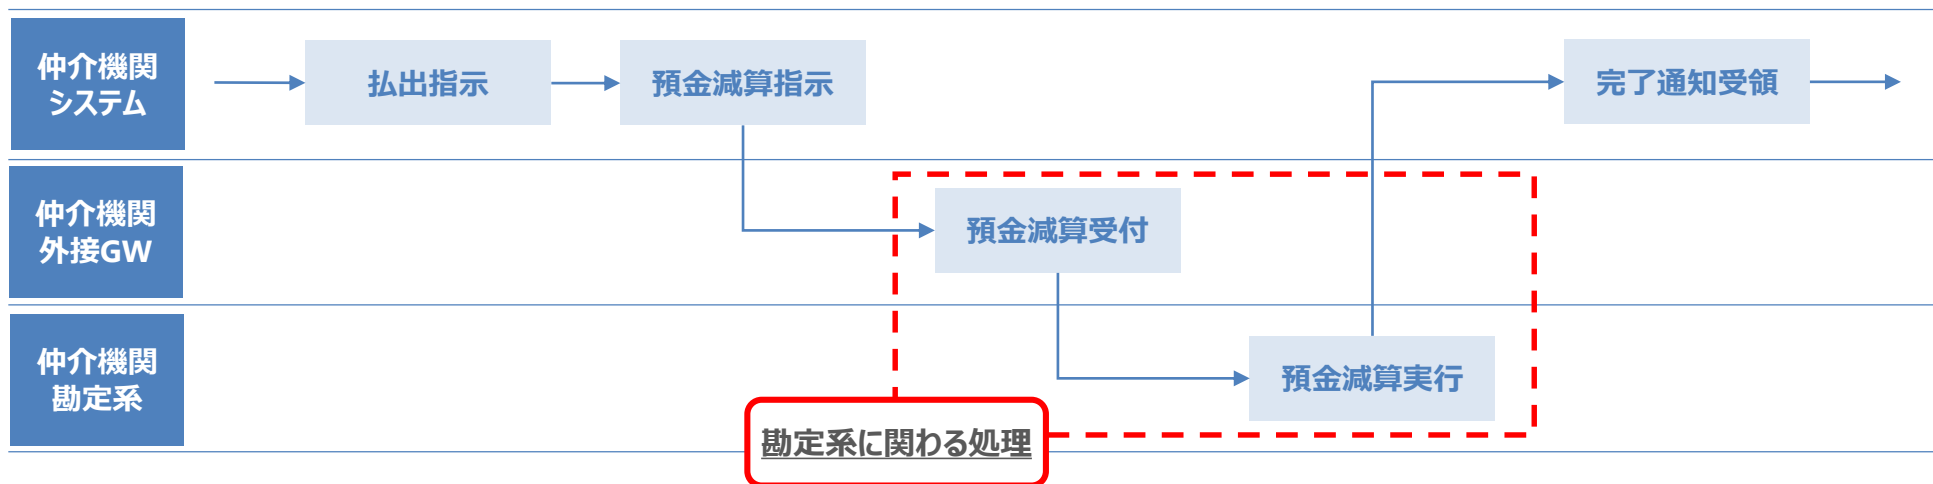 仲介機関
システム
払出指示
預金減算指示
完了通知受領
仲介機関
外接GW
預金減算受付
仲介機関
勘定系
預金減算実行
勘定系に関わる処理